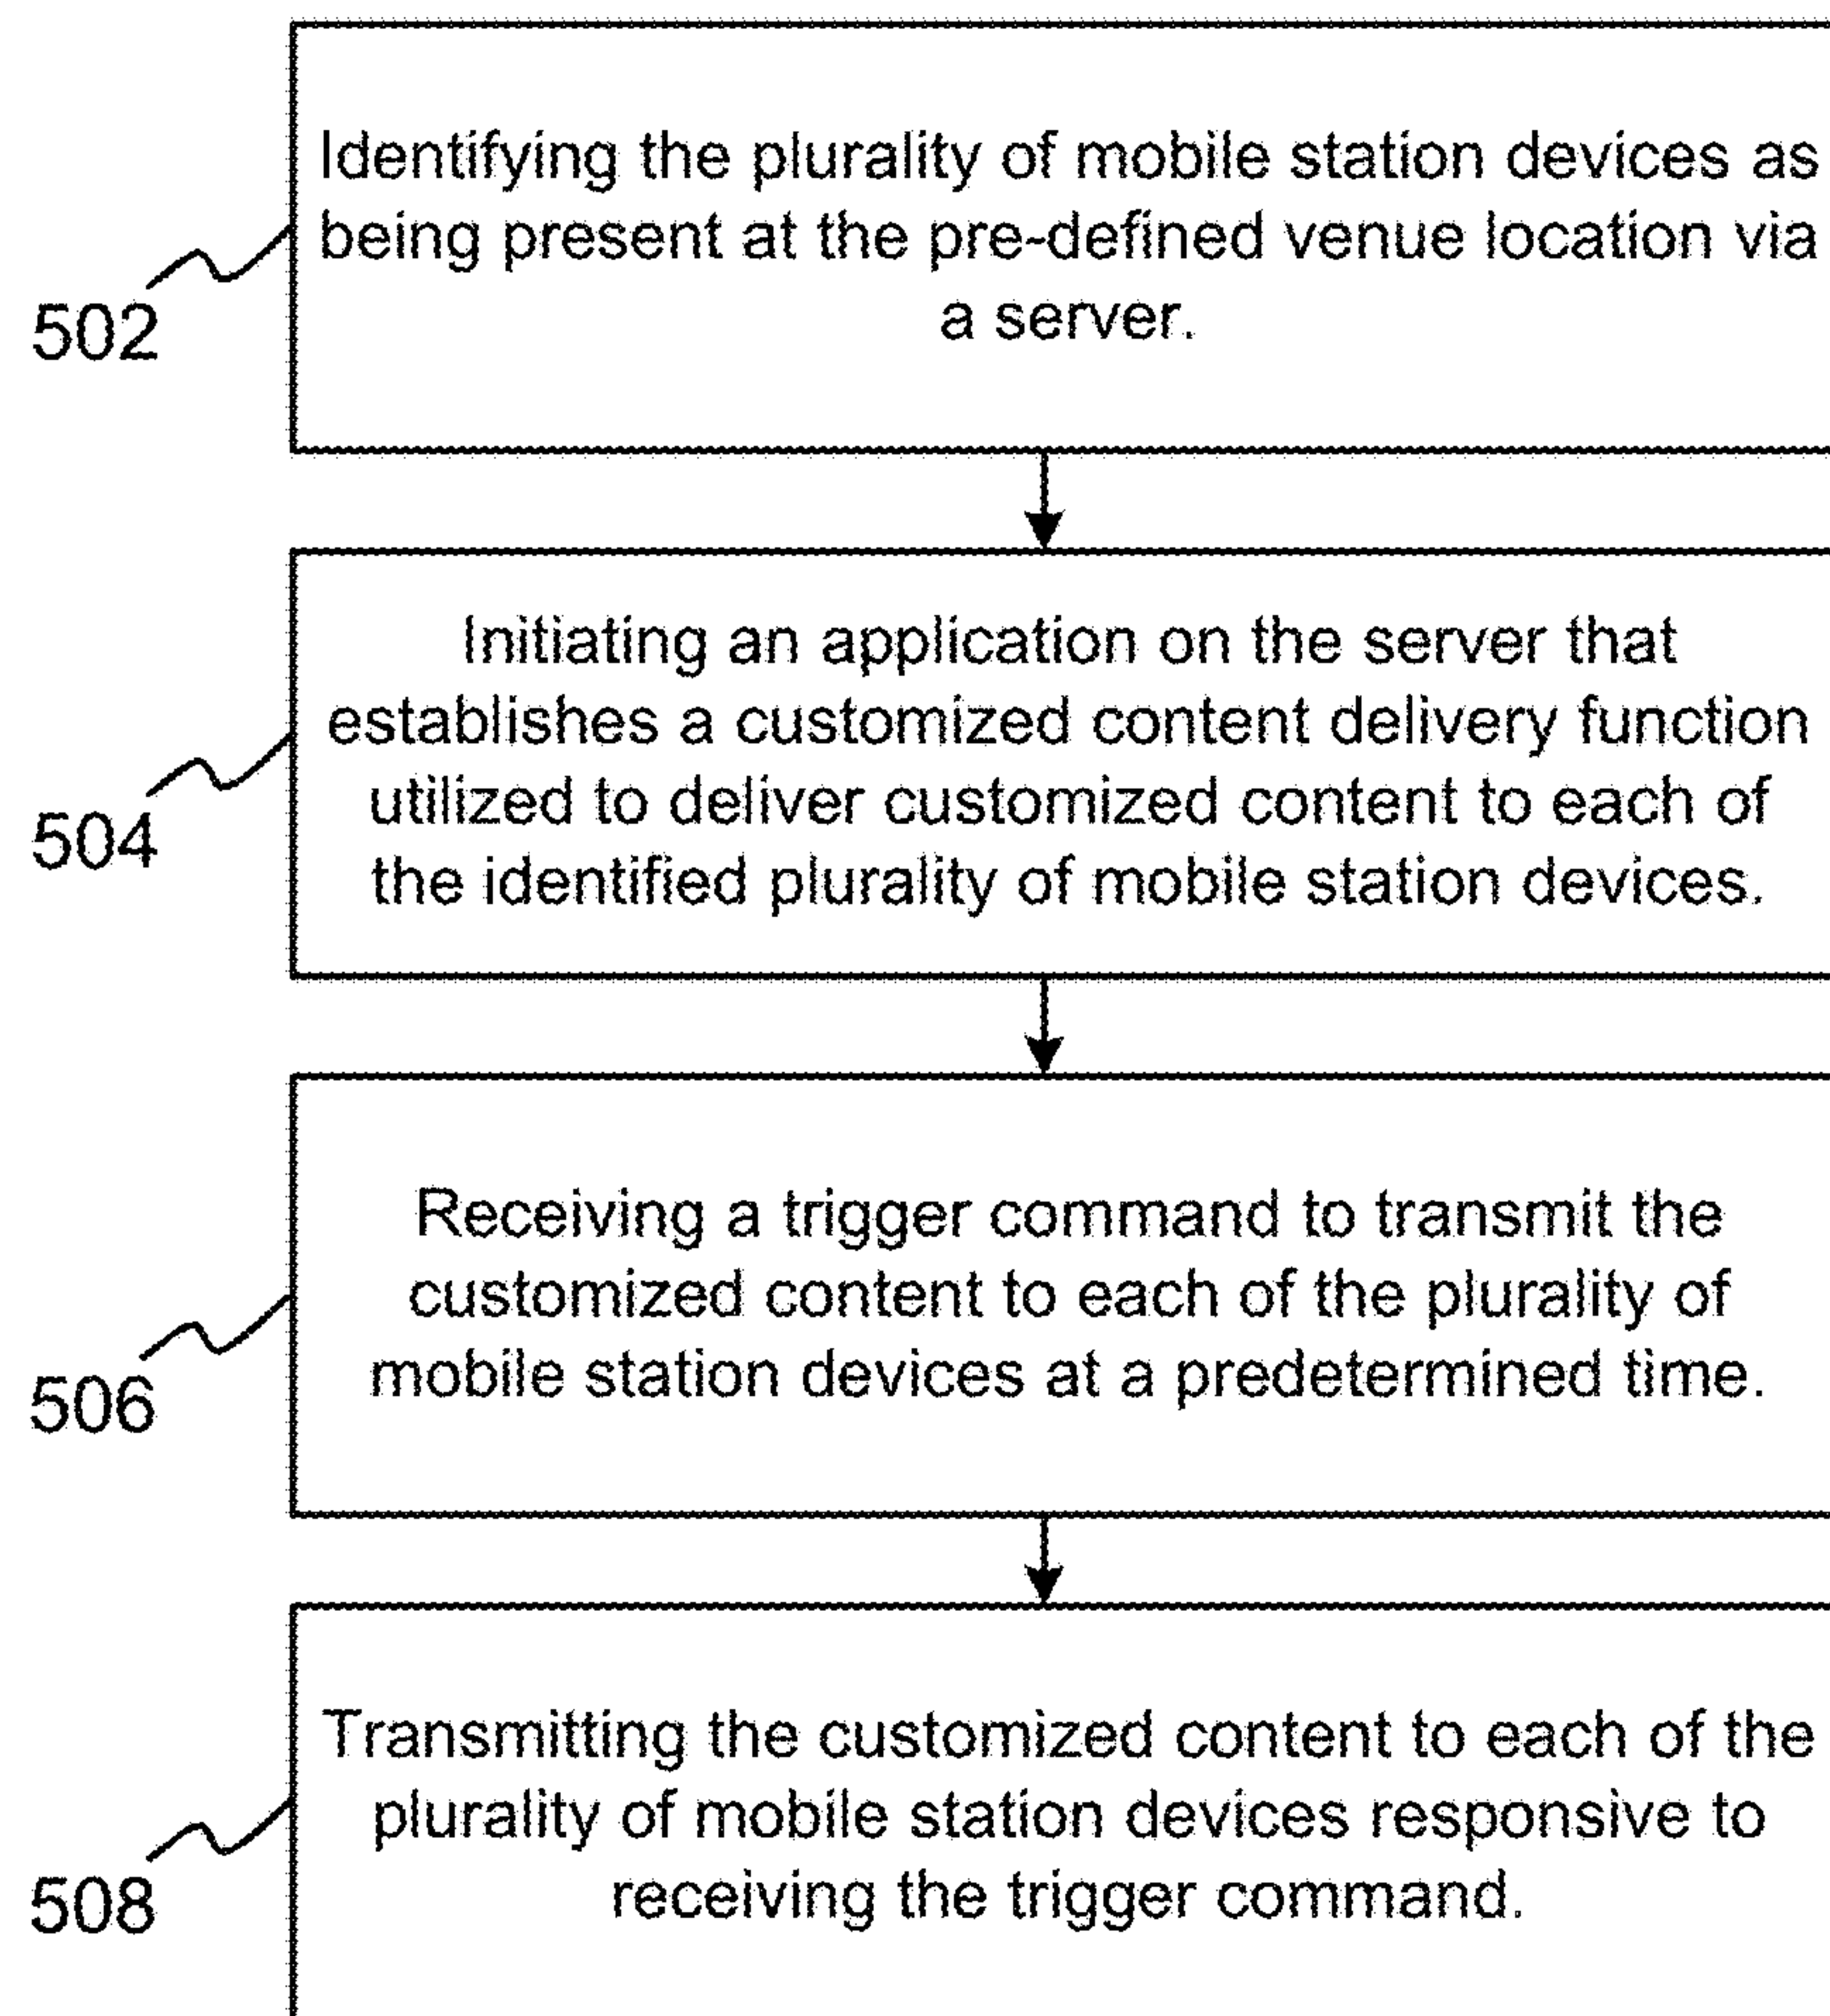 Identifying the plurality of mobile station devices as
being present at the pre-defined venue location via
a server.
502
Initiating an application on the server that
establishes a customized content delivery function
utilized to deliver customized content to each of
the identified plurality of mobile station devices.
504
Receiving a trigger command to transmit the
customized content to each of the plurality of
mobile station devices at a predetermined time.
506
Transmitting the customized content to each of the
plurality of mobile station devices responsive to
receiving the trigger command.
508